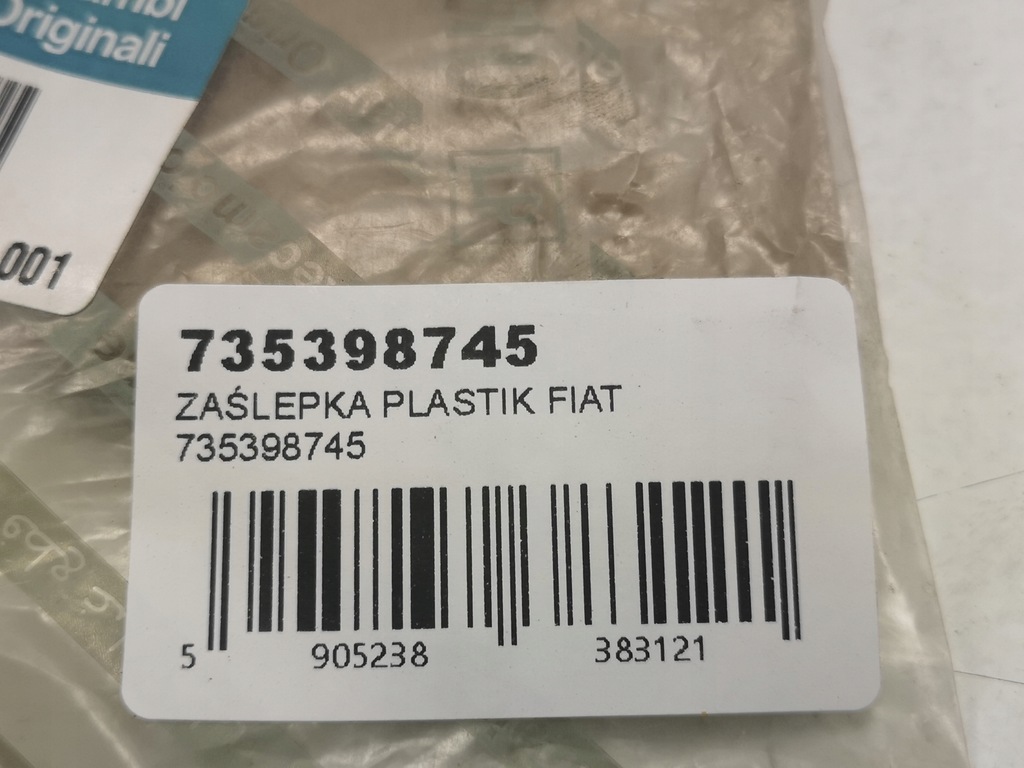 Originali
001
735398745
ZAŚLEPKA PLASTIK FIAT
735398745
5 905238 383121